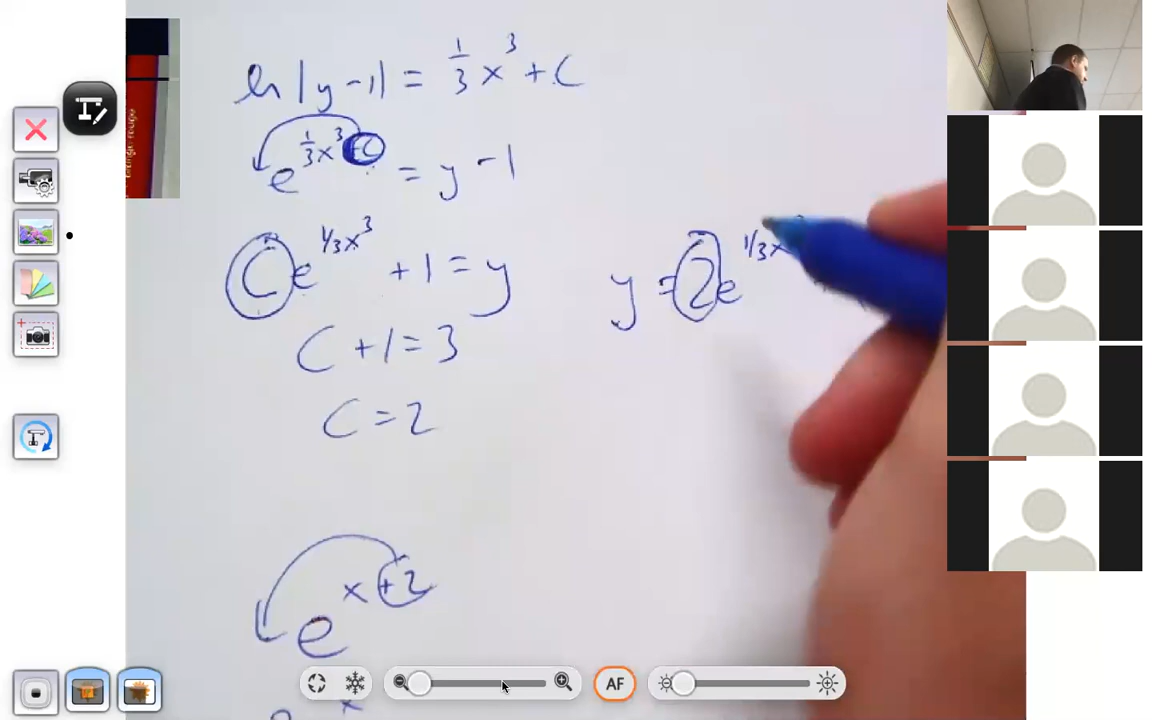 ln|y-1| = 1/3 x^3 + C
e^(1/3 x^3 + C) = y - 1
C e^(1/3 x^3) + 1 = y
y = 2e^(1/3 x
C + 1 = 3
C = 2
e^(x+2)
e^x
AF